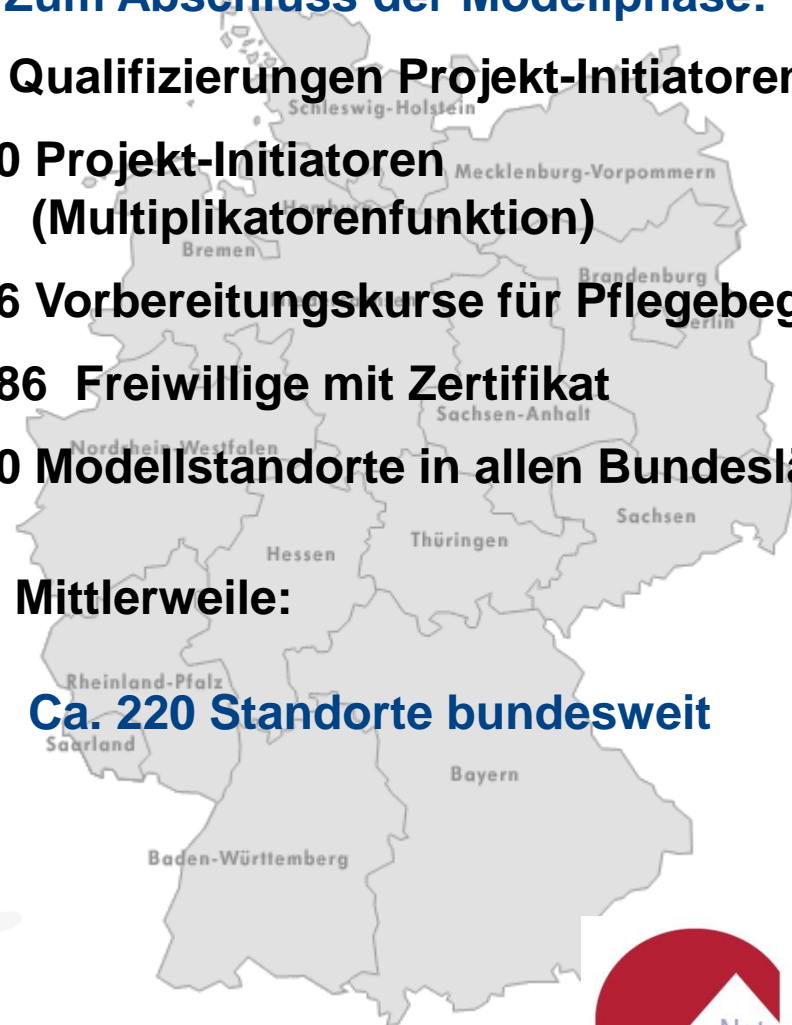 Zum Abschluss der Modellphase:
Qualifizierungen Projekt-Initiatoren
Schleswig-Holstein
0 Projekt-Initiatoren
Mecklenburg-Vorpommern
(Multiplikatorenfunktion)
Bremen
Brandenburg
6 Vorbereitungskurse für Pflegebeg
Berlin
86 Freiwillige mit Zertifikat
Sachsen-Anhalt
Nordrhein-Westfalen
0 Modellstandorte in allen Bundeslä
Sachsen
Thüringen
Hessen
Mittlerweile:
Rheinland-Pfalz
Ca. 220 Standorte bundesweit
Saarland
Bayern
Baden-Württemberg